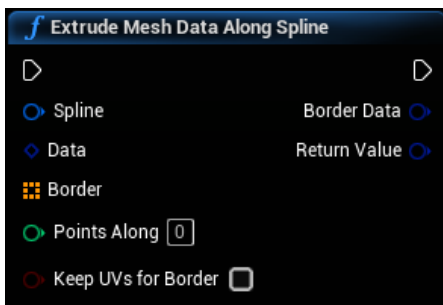 f Extrude Mesh Data Along Spline
Spline Border Data
Data Return Value
Border
Points Along 0
Keep UVs for Border